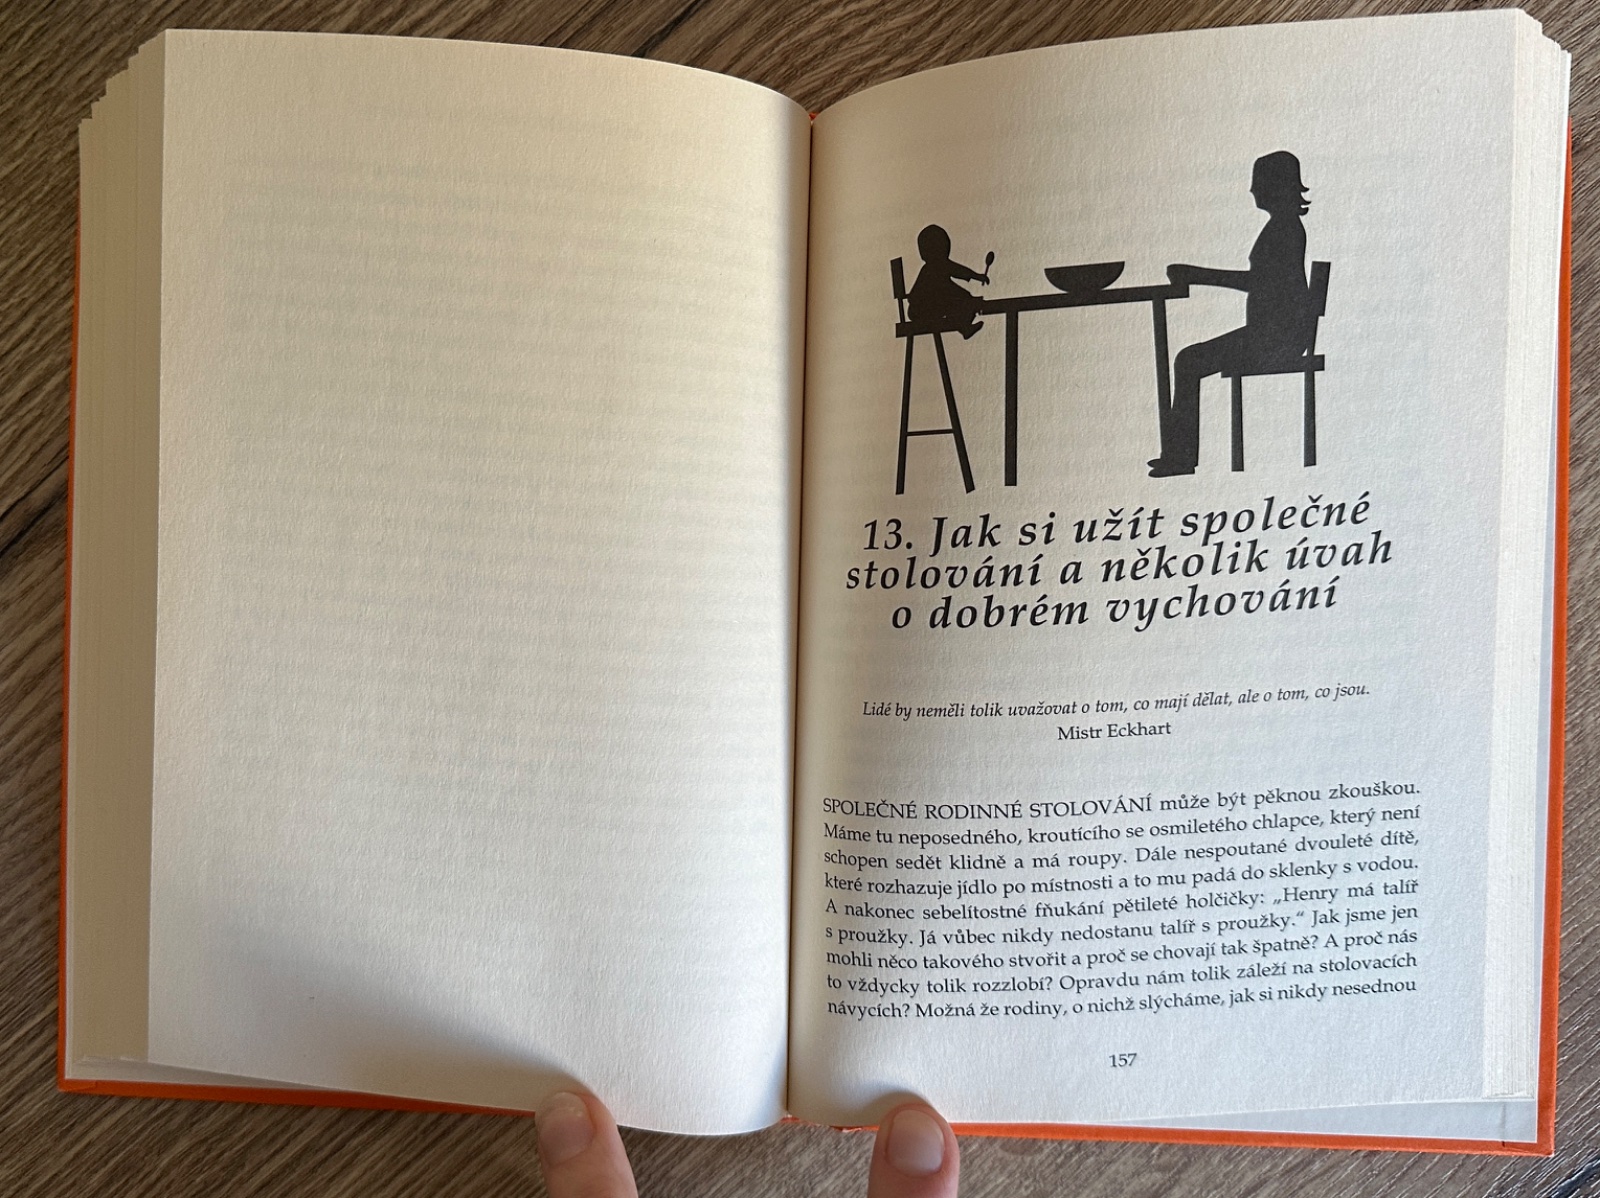 13. Jak si užít společné
stolování a několik úvah
o dobrém vychování
Lidé by neměli tolik uvažovat o tom, co mají dělat, ale o tom, co jsou.
Mistr Eckhart
SPOLEČNÉ RODINNÉ STOLOVÁNÍ může být pěknou zkouškou.
Máme tu neposedného, kroutícího se osmiletého chlapce, který není
schopen sedět klidně a má roupy. Dále nespoutané dvouleté dítě,
které rozhazuje jídlo po místnosti a to mu padá do sklenky s vodou.
A nakonec sebelítostné fňukání pětileté holčičky: „Henry má talíř
s proužky. Já vůbec nikdy nedostanu talíř s proužky.“ Jak jsme jen
mohli něco takového stvořit a proč se chovají tak špatně? A proč nás
to vždycky tolik rozzlobí? Opravdu nám tolik záleží na stolovacích
návycích? Možná že rodiny, o nichž slýcháme, jak si nikdy nesednou
157